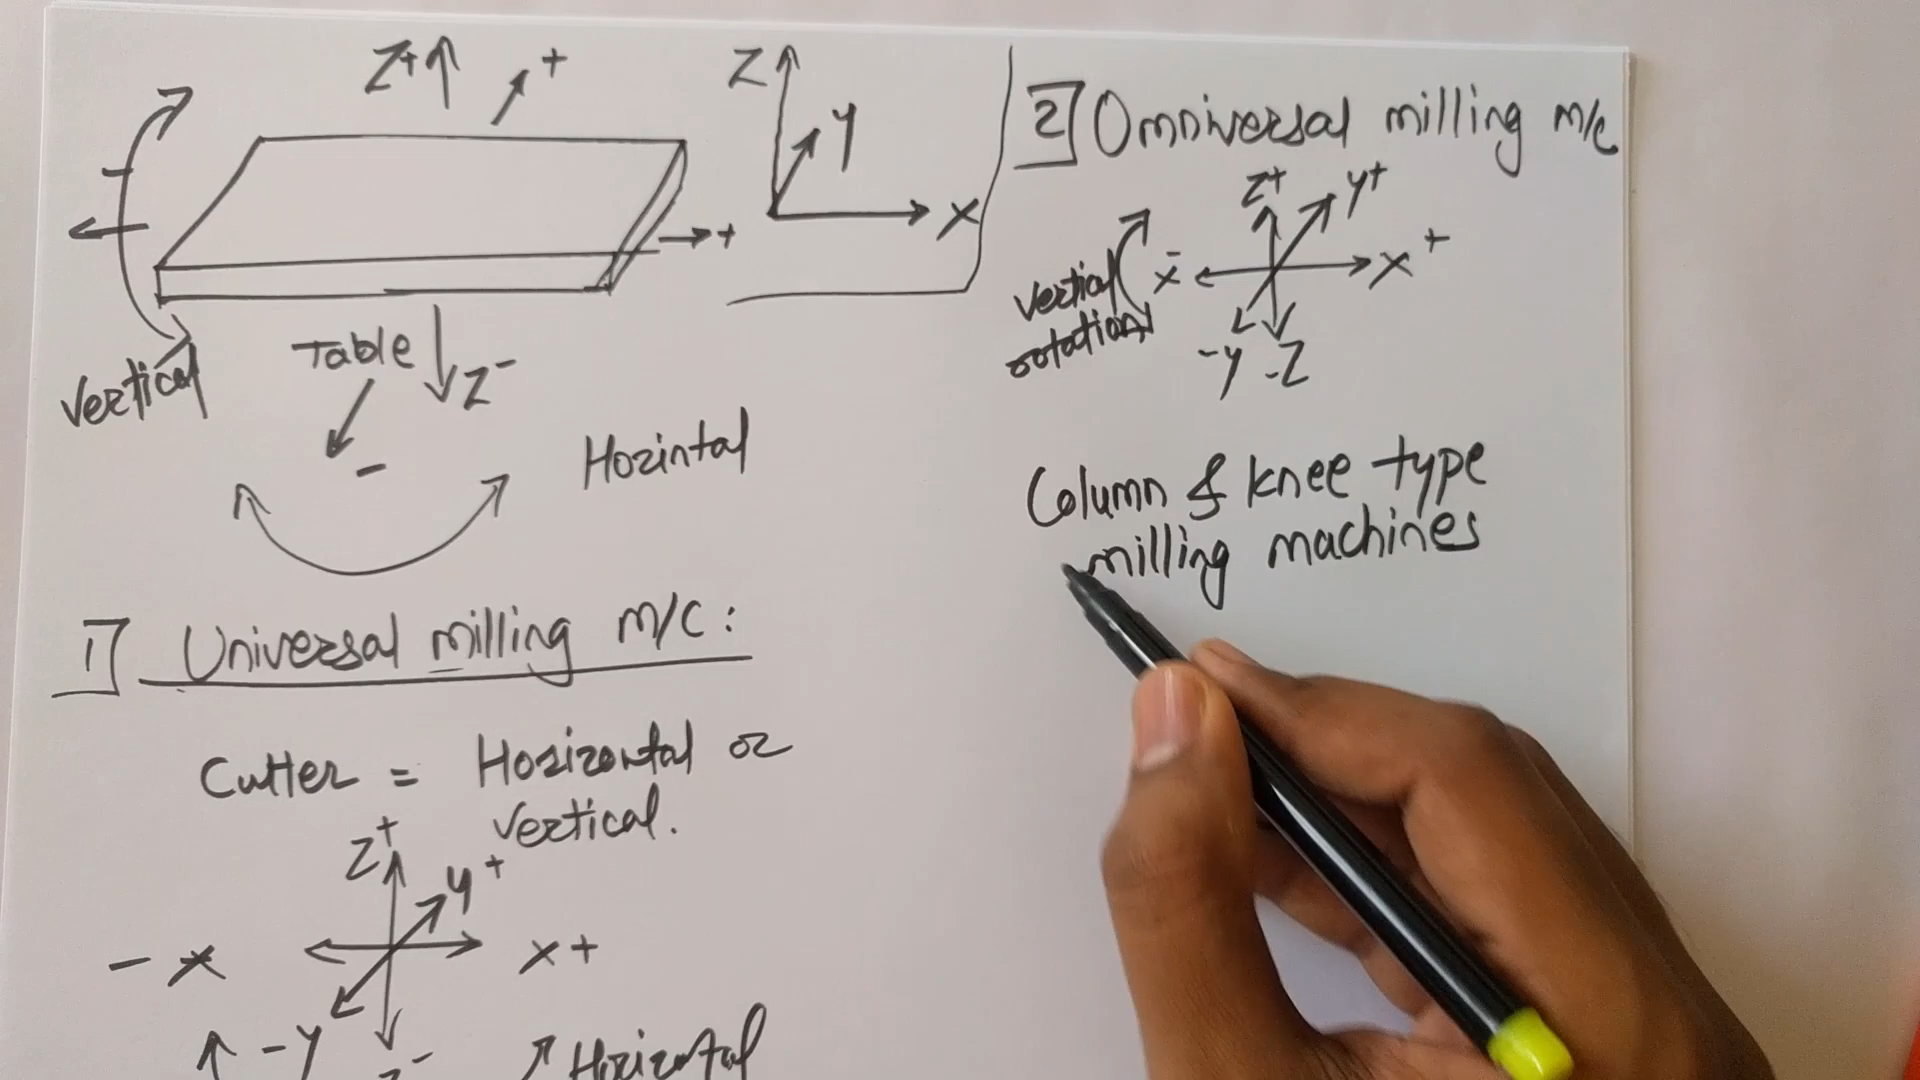 Z+
+
-
+
Vertical
Table
Z-
-
Horintal
Z
Y
X
1] Universal milling m/c:
Cutter = Horizontal or
Vertical.
Z+
y+
- x
x+
-y
Z-
Horizontal
2] Omniversal milling m/c
Z+
y+
x-
x+
-y
-Z
Vertical
rotation
Column & knee type
milling machines